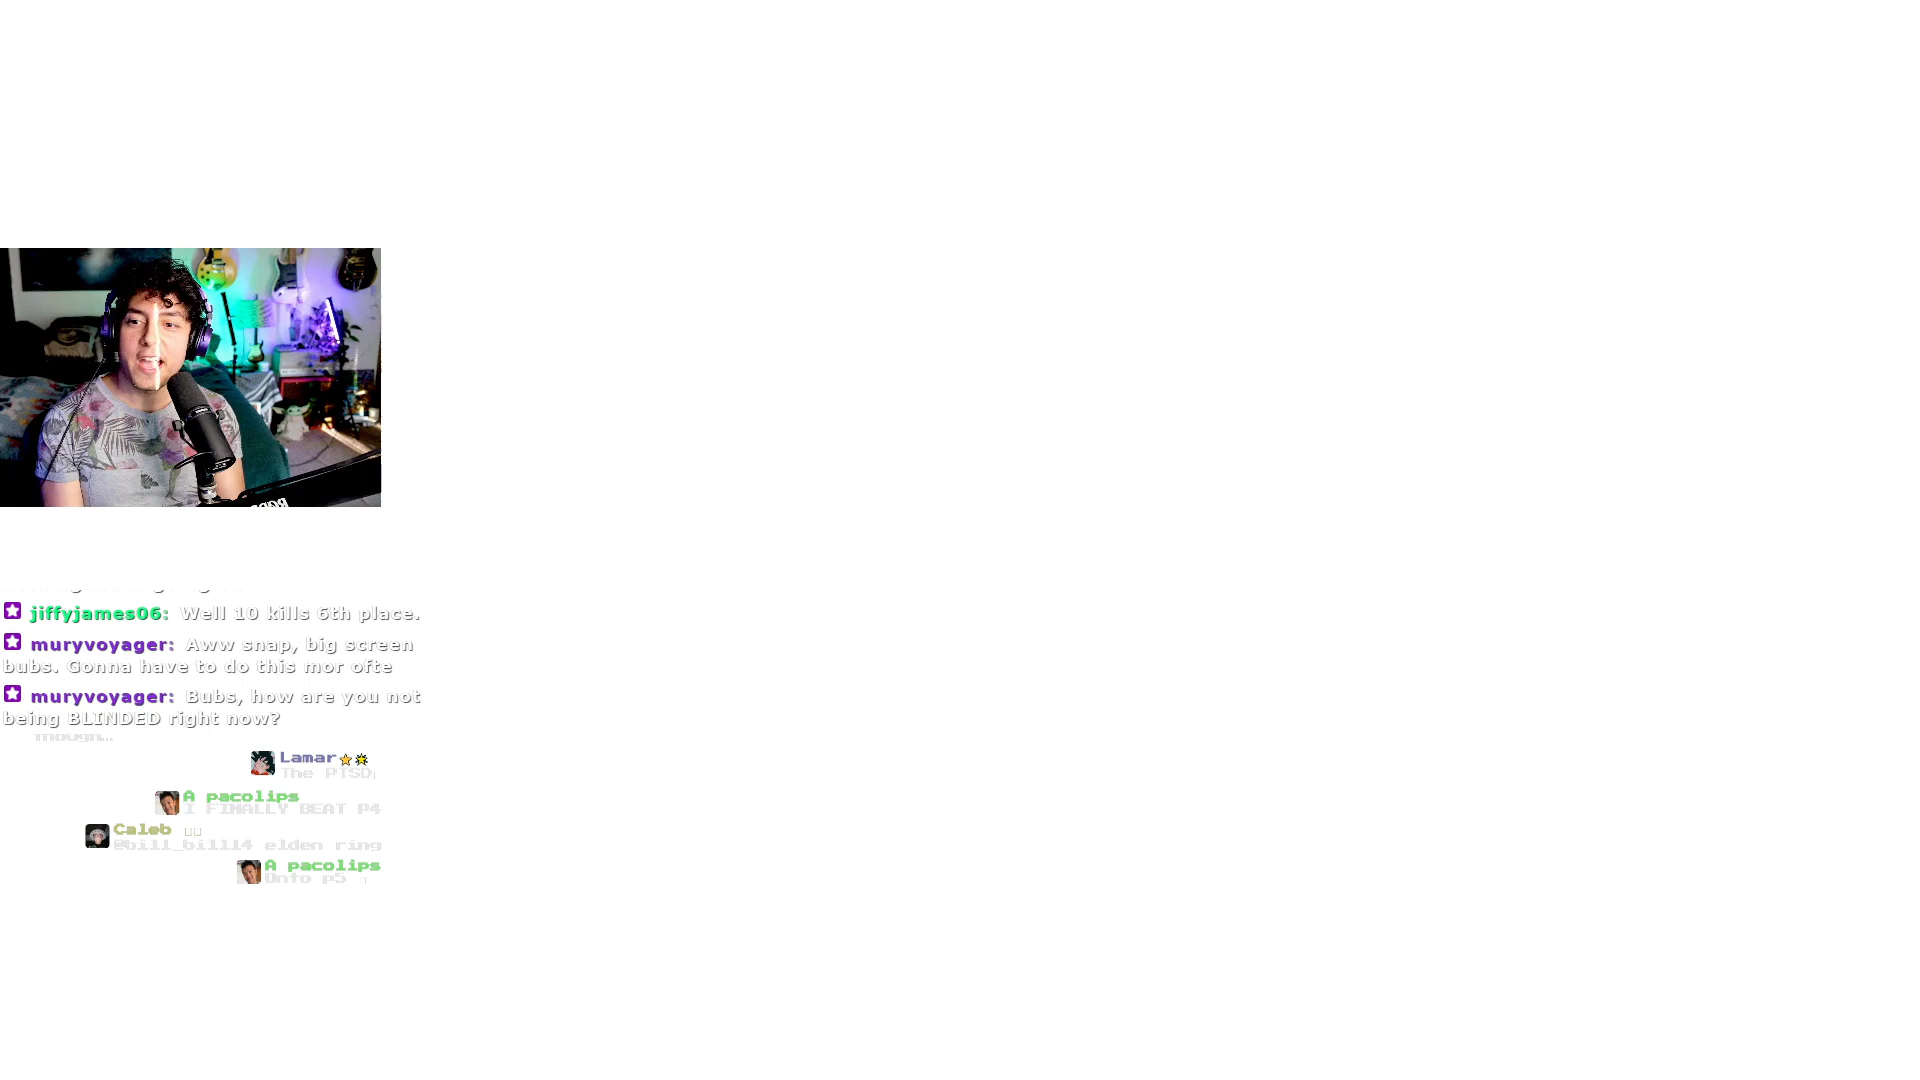 jiffyjames06: Well 10 kills 6th place.
muryvoyager: Aww snap, big screen
bubs. Gonna have to do this mor ofte
muryvoyager: Bubs, how are you not
being BLINDED right now?
Lamar
The PTSD
A pacolips
I FINALLY BEAT P4
Caleb
@bill_bill14 elden ring
A pacolips
Onto p5